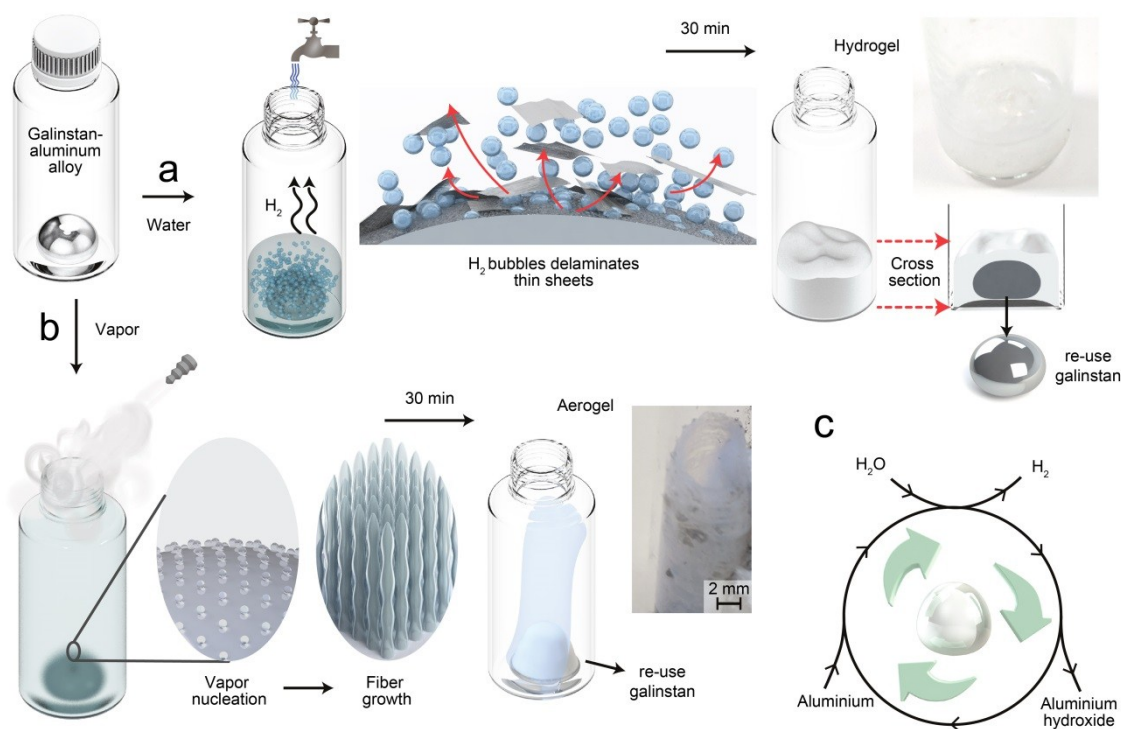 Galinstan-
aluminum
alloy
a
Water
H₂
H₂ bubbles delaminates
thin sheets
30 min
Hydrogel
Cross
section
re-use
galinstan
b
Vapor
Vapor
nucleation
Fiber
growth
30 min
Aerogel
2 mm
re-use
galinstan
c
H₂O
H₂
Aluminium
Aluminium
hydroxide